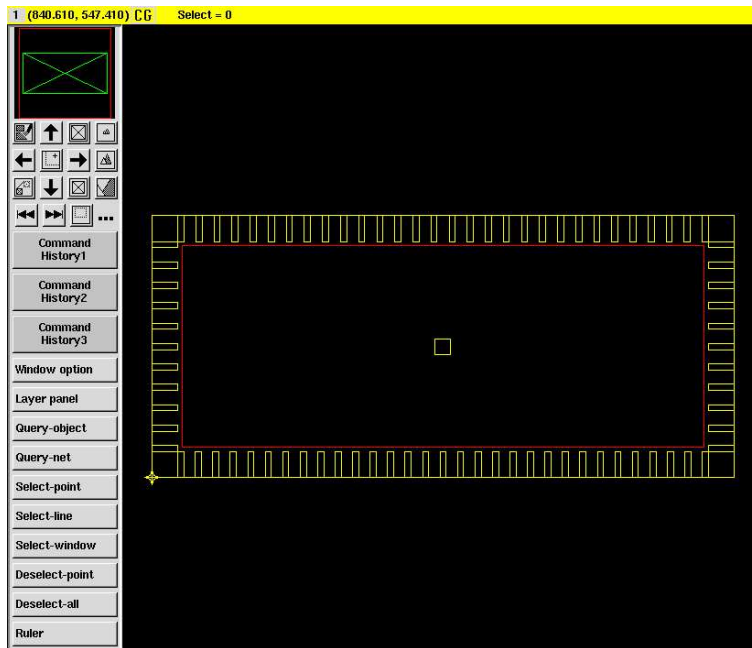 1 (840.610, 547.410) CG Select = 0
Command
History1
Command
History2
Command
History3
Window option
Layer panel
Query-object
Query-net
Select-point
Select-line
Select-window
Deselect-point
Deselect-all
Ruler